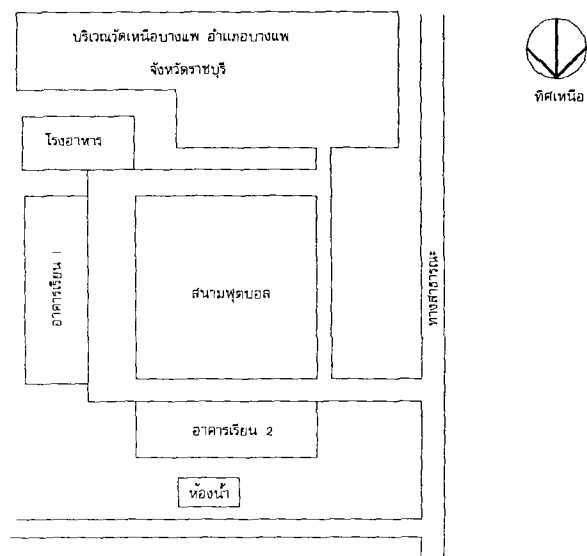 บริเวณวัดเหนือบางแพ อำเภอบางแพ
จังหวัดราชบุรี
ทิศเหนือ
โรงอาหาร
อาคารเรียน 1
สนามฟุตบอล
ทางสาธารณะ
อาคารเรียน 2
ห้องน้ำ